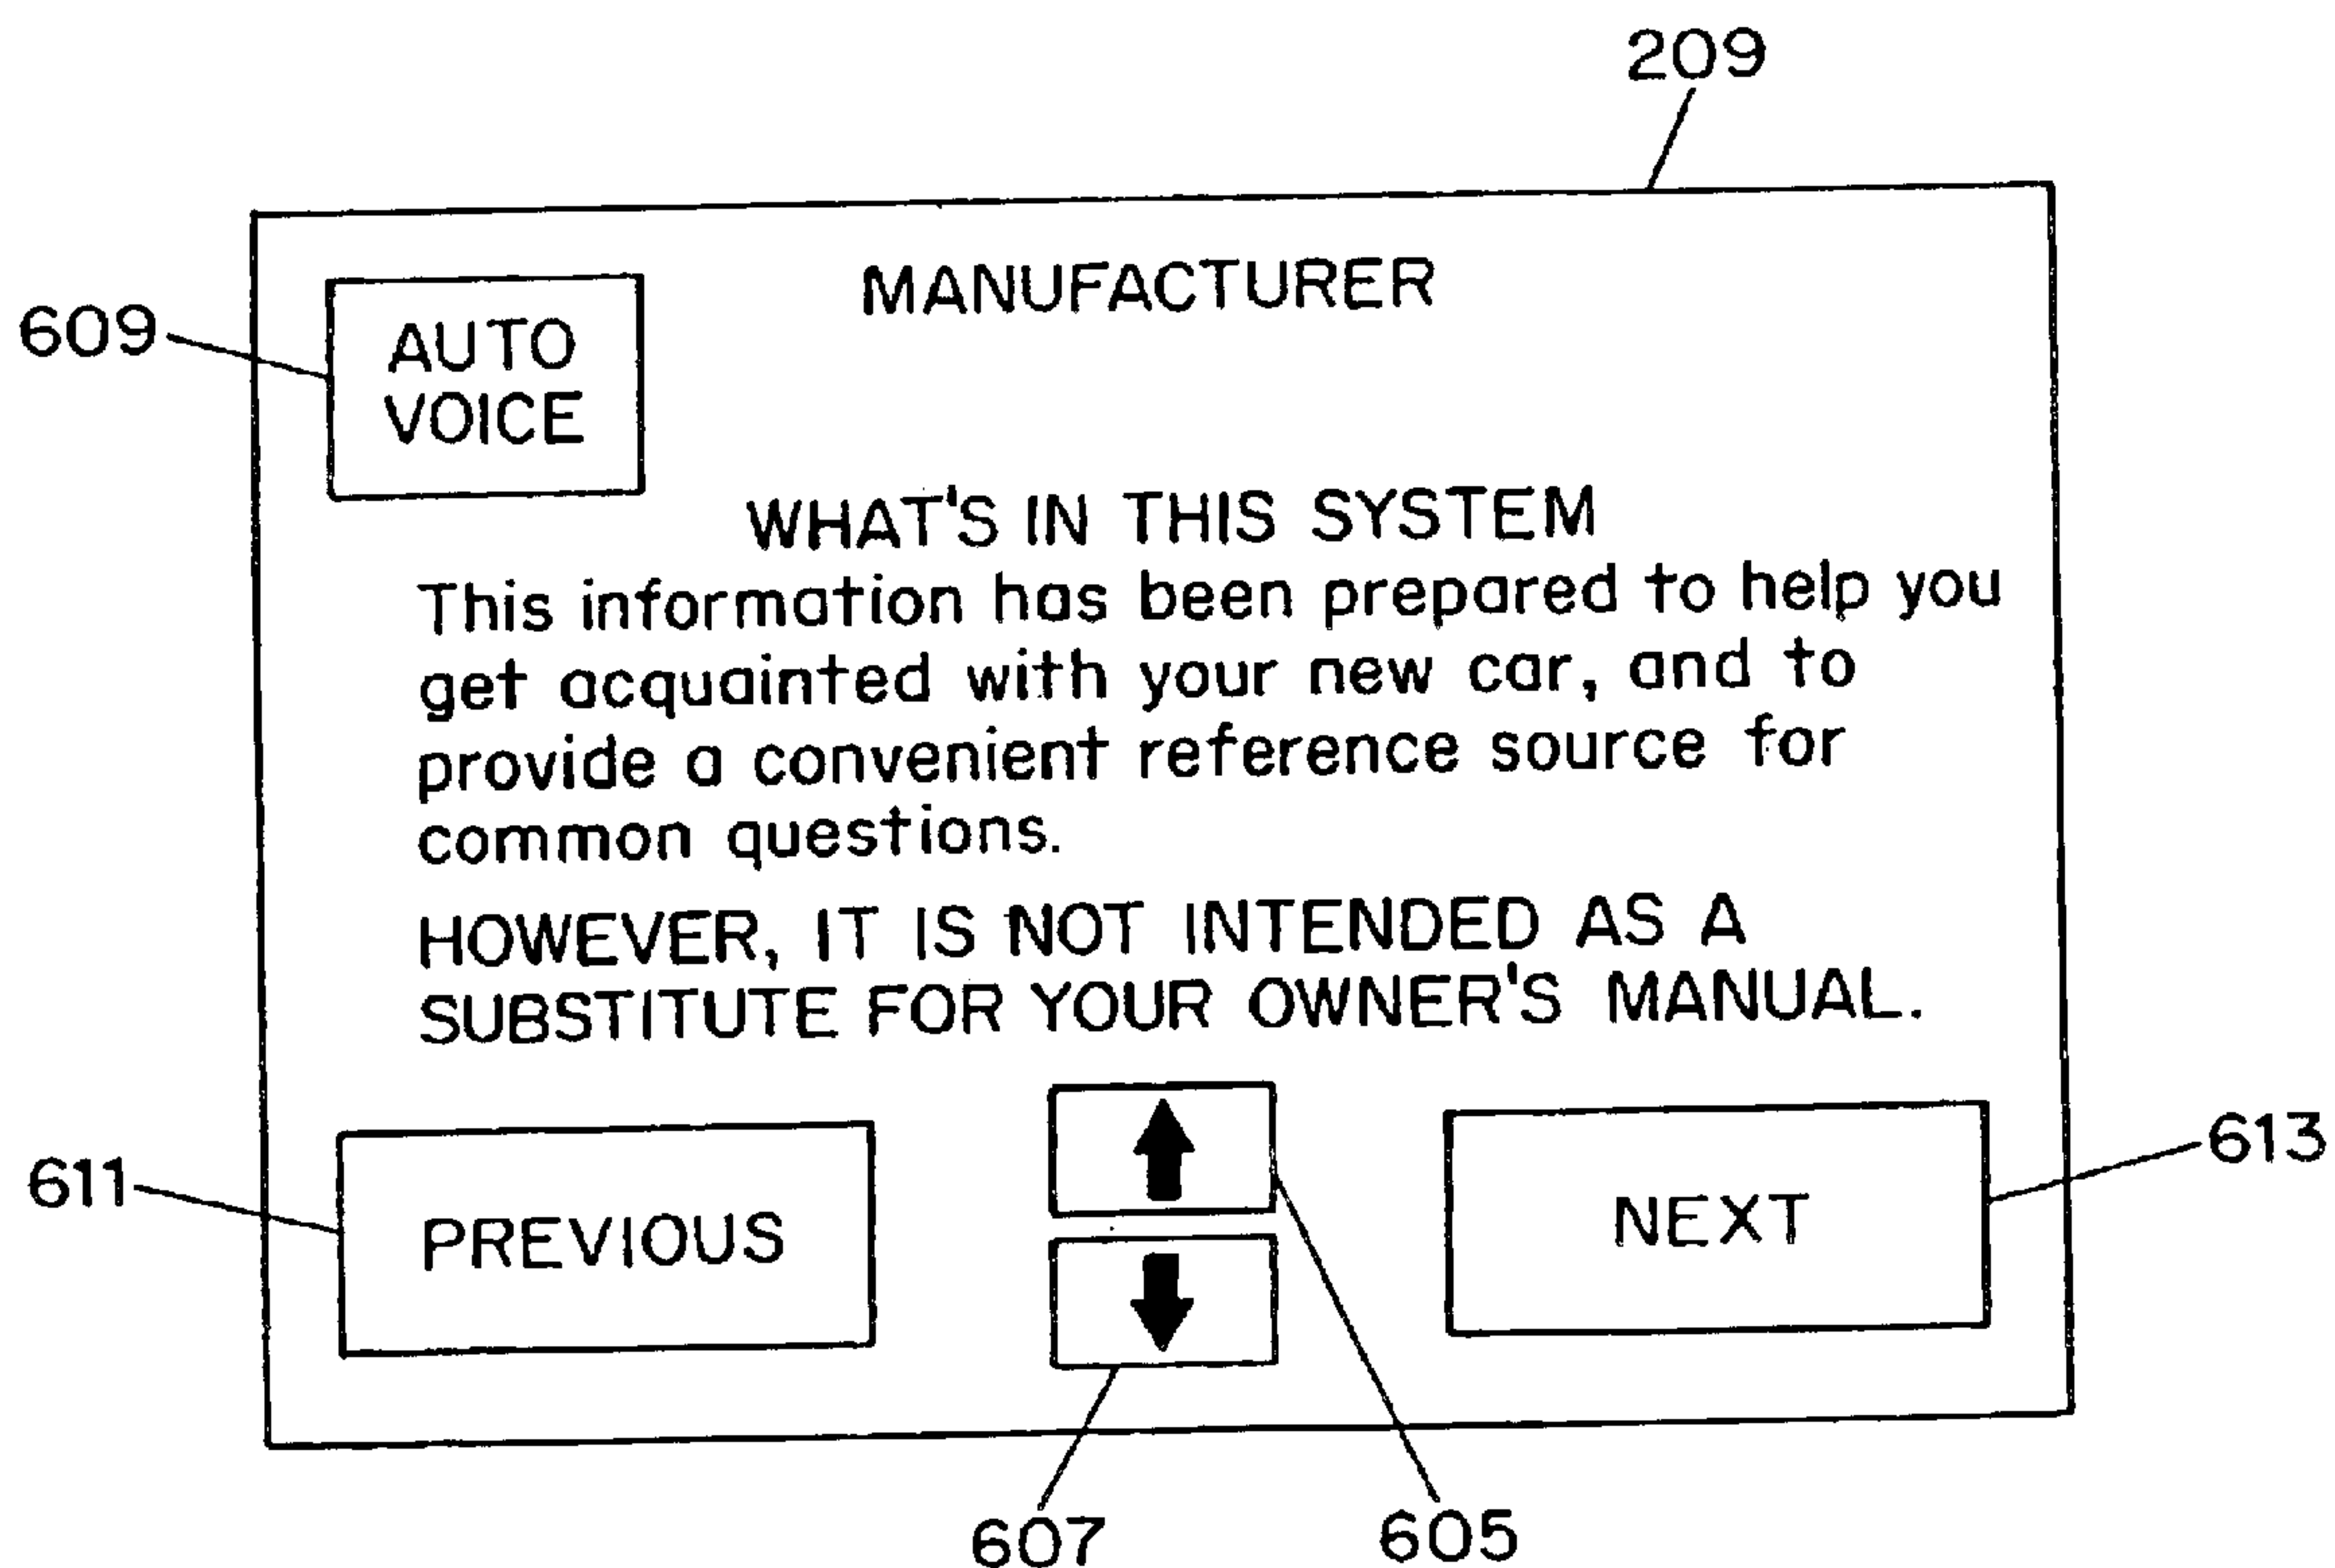 209
MANUFACTURER
609
AUTO
VOICE
WHAT'S IN THIS SYSTEM
This information has been prepared to help you
get acquainted with your new car, and to
provide a convenient reference source for
common questions.
HOWEVER, IT IS NOT INTENDED AS A
SUBSTITUTE FOR YOUR OWNER'S MANUAL.
611
PREVIOUS
NEXT
613
607
605